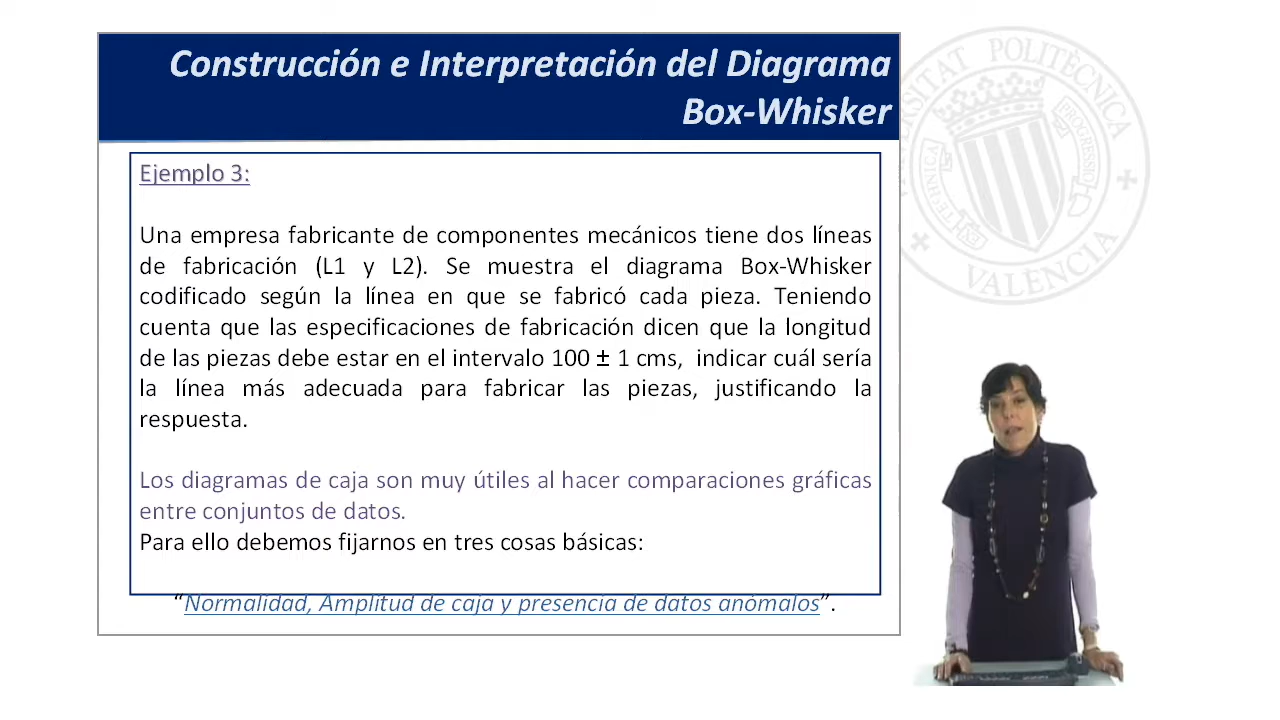 Construcción e Interpretación del Diagrama
Box-Whisker
Ejemplo 3:
Una empresa fabricante de componentes mecánicos tiene dos líneas
de fabricación (L1 y L2). Se muestra el diagrama Box-Whisker
codificado según la línea en que se fabricó cada pieza. Teniendo
cuenta que las especificaciones de fabricación dicen que la longitud
de las piezas debe estar en el intervalo 100 ± 1 cms, indicar cuál sería
la línea más adecuada para fabricar las piezas, justificando la
respuesta.
Los diagramas de caja son muy útiles al hacer comparaciones gráficas
entre conjuntos de datos.
Para ello debemos fijarnos en tres cosas básicas:
“Normalidad, Amplitud de caja y presencia de datos anómalos”.
POLITÈCNICA
VALÈNCIA